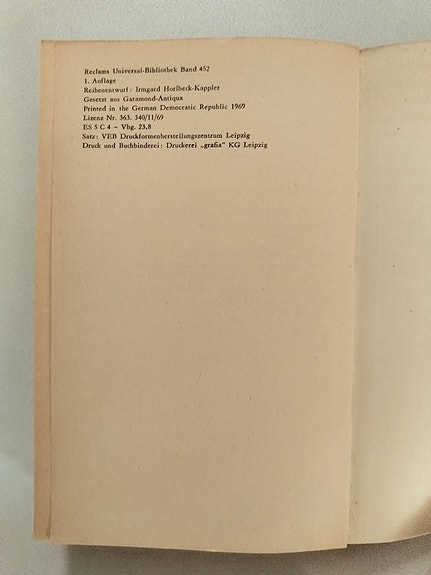 Reclams Universal-Bibliothek Band 452
1. Auflage
Reihenentwurf: Irmgard Horlbeck-Kappler
Gesetzt aus Garamond-Antiqua
Printed in the German Democratic Republic 1969
Lizenz Nr. 363. 340/11/69
ES 5 C 4 – Vbg. 23,8
Satz: VEB Druckformenherstellungszentrum Leipzig
Druck und Buchbinderei: Druckerei „grafia“ KG Leipzig